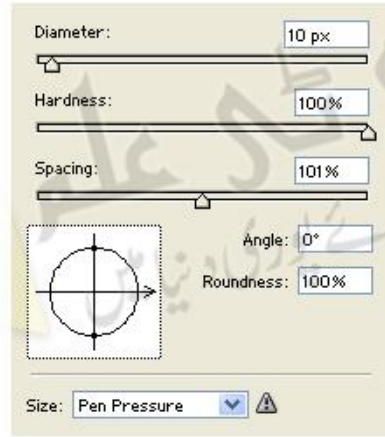 Diameter: 10 px
Hardness: 100%
Spacing: 101%
Angle: 0°
Roundness: 100%
Size: Pen Pressure